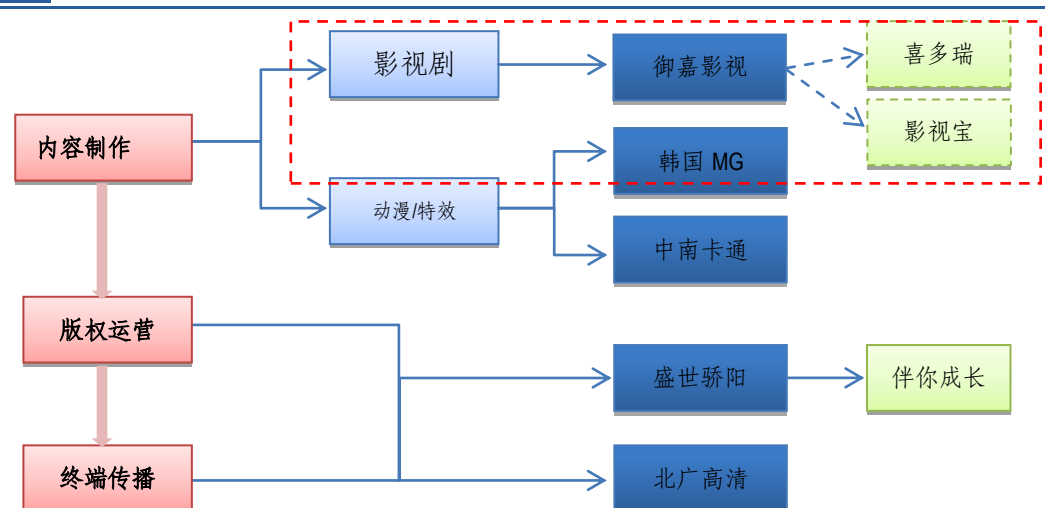 影视剧
御嘉影视
喜多瑞
影视宝
内容制作
韩国 MG
动漫/特效
中南卡通
版权运营
盛世骄阳
伴你成长
终端传播
北广高清